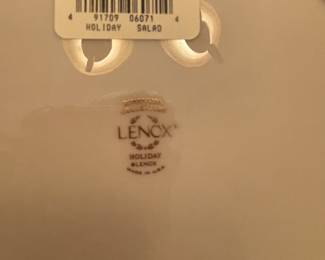 4 91709 06071 4
HOLIDAY SALAD
LENOX®
HOLIDAY
©LENOX
MADE IN U.S.A.